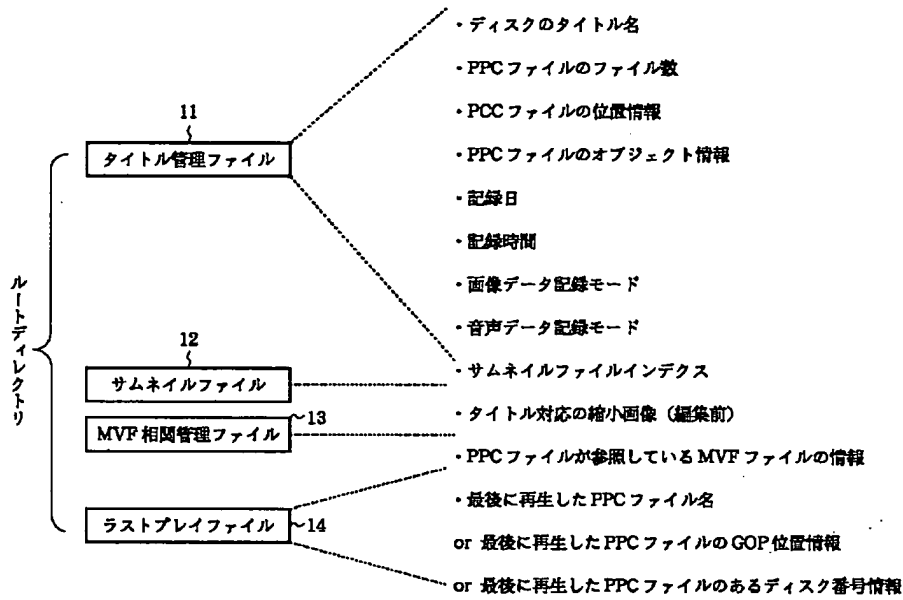 ・ディスクのタイトル名
・PPCファイルのファイル数
・PCCファイルの位置情報
・PPCファイルのオブジェクト情報
・記録日
・記録時間
・画像データ記録モード
・音声データ記録モード
・サムネイルファイルインデクス
・タイトル対応の縮小画像（編集前）
・PPCファイルが参照しているMVFファイルの情報
・最後に再生したPPCファイル名
or 最後に再生したPPCファイルのGOP位置情報
or 最後に再生したPPCファイルのあるディスク番号情報
ルートディレクトリ
11
タイトル管理ファイル
12
サムネイルファイル
13
MVF相関管理ファイル
ラストプレイファイル
14